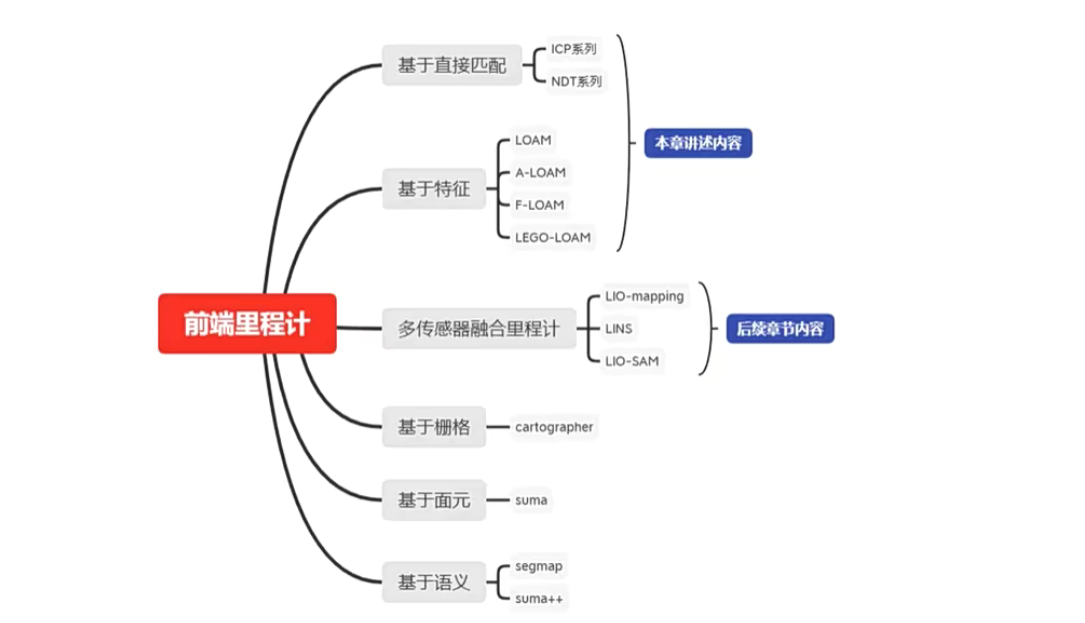 前端里程计
基于直接匹配
ICP系列
NDT系列
基于特征
LOAM
A-LOAM
F-LOAM
LEGO-LOAM
本章讲述内容
多传感器融合里程计
LIO-mapping
LINS
LIO-SAM
后续章节内容
基于栅格
cartographer
基于面元
suma
基于语义
segmap
suma++